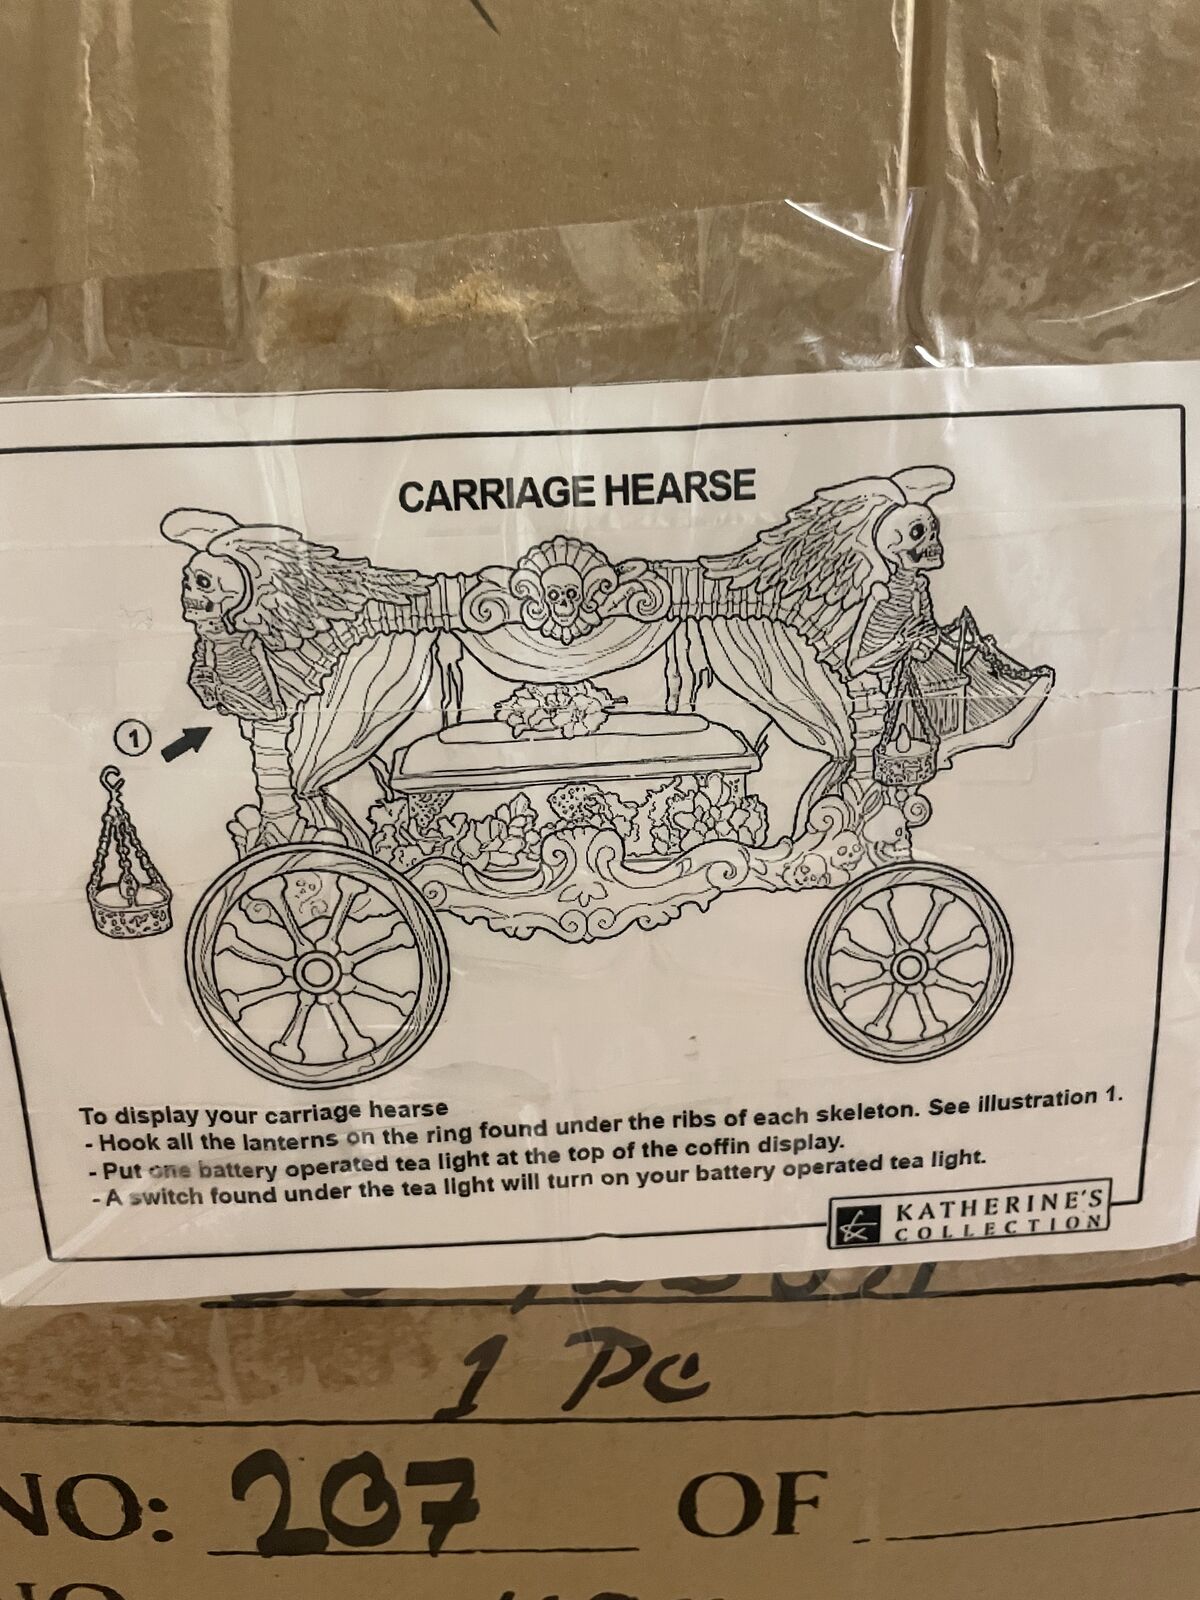 CARRIAGE HEARSE
1
To display your carriage hearse
- Hook all the lanterns on the ring found under the ribs of each skeleton. See illustration 1.
- Put one battery operated tea light at the top of the coffin display.
- A switch found under the tea light will turn on your battery operated tea light.
KATHERINE'S
COLLECTION
1 Pc
NO: 207 OF